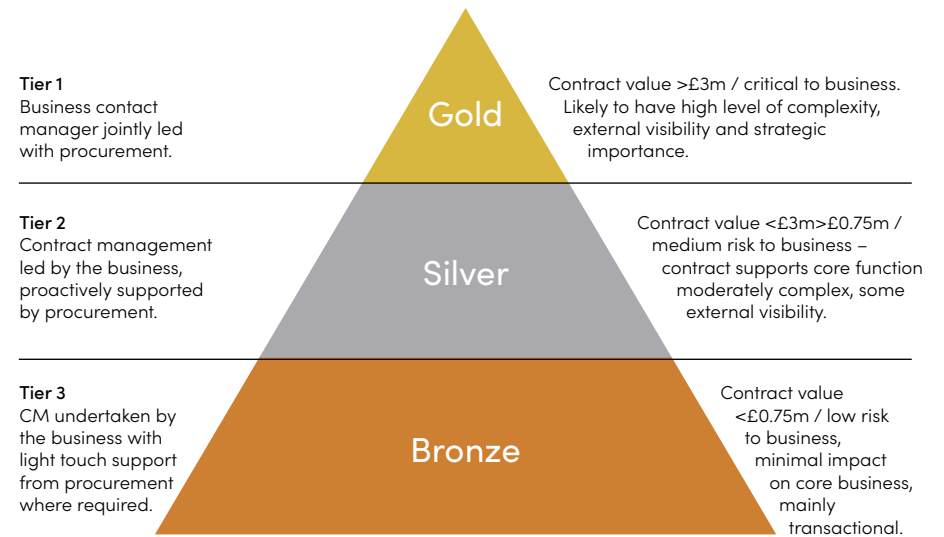 Tier 1
Business contact
manager jointly led
with procurement.
Gold
Contract value >£3m / critical to business.
Likely to have high level of complexity,
external visibility and strategic
importance.
Tier 2
Contract management
led by the business,
proactively supported
by procurement.
Silver
Contract value <£3m>£0.75m /
medium risk to business –
contract supports core function
moderately complex, some
external visibility.
Tier 3
CM undertaken by
the business with
light touch support
from procurement
where required.
Bronze
Contract value
<£0.75m / low risk
to business,
minimal impact
on core business,
mainly
transactional.